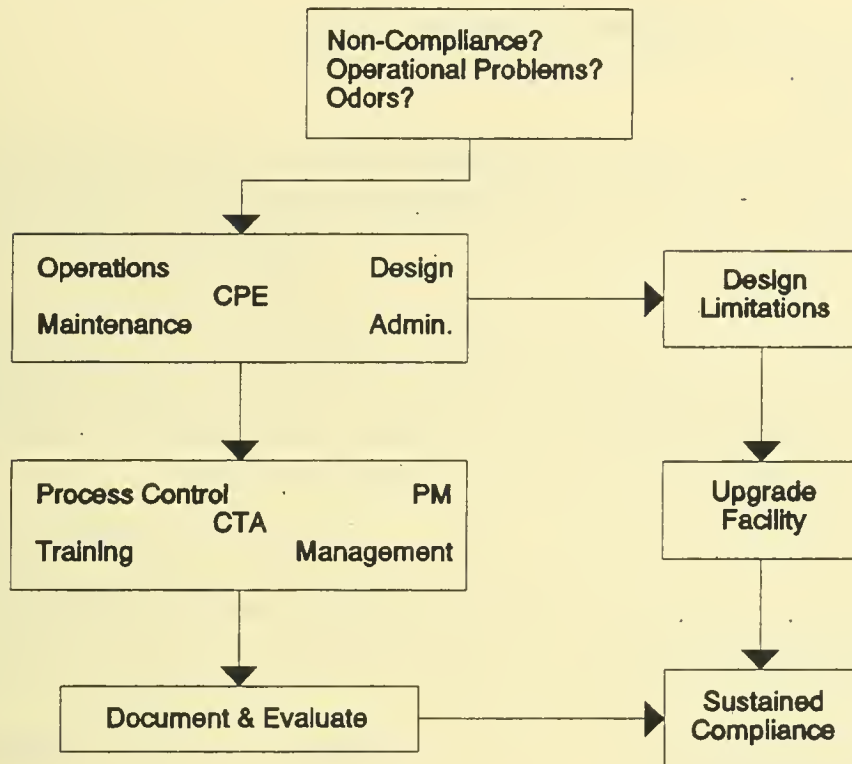 Non-Compliance?
Operational Problems?
Odors?
Operations Design
CPE
Maintenance Admin.
Design
Limitations
Process Control PM
CTA
Training Management
Upgrade
Facility
Document & Evaluate
Sustained
Compliance